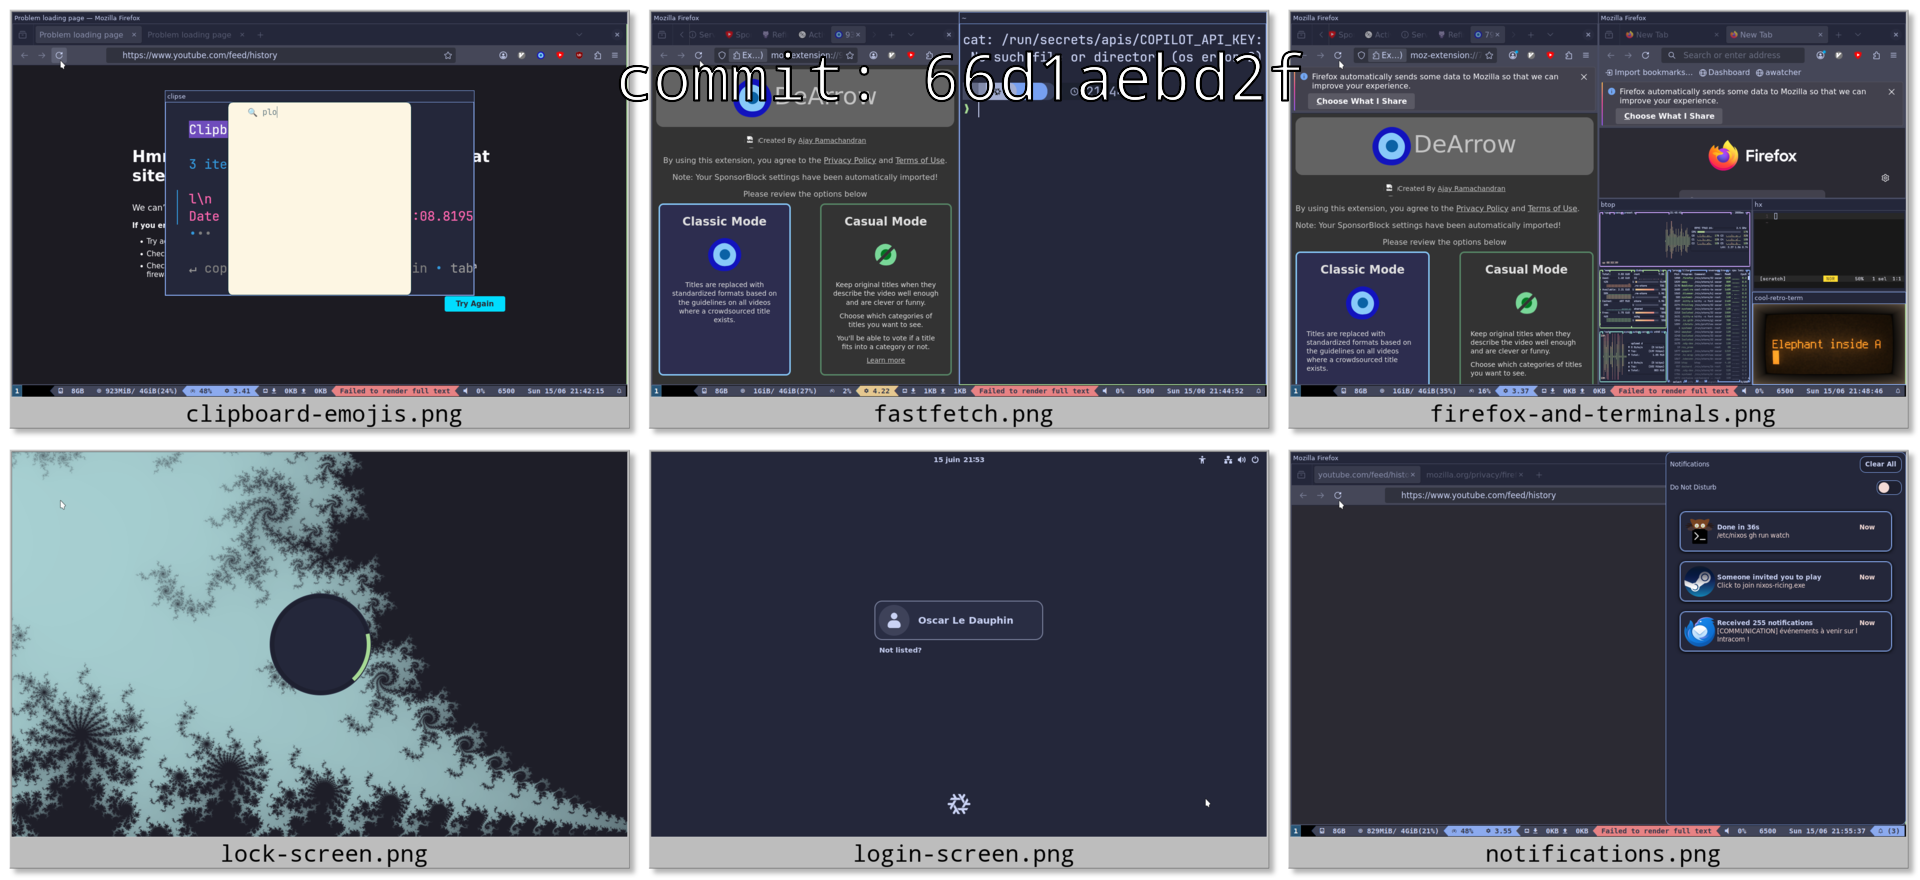 commit: 66d1aebd2f
Problem loading page — Mozilla Firefox
Problem loading page
Problem loading page
https://www.youtube.com/feed/history
clipse
plo
Clipb
3 ite
l\n
Date
:08.8195
↵ cop
in • tab
Hmm
at
site
We can'
If you en
• Try a
• Chec
• Chec
firew
Try Again
1 8GB 923MiB/ 4GiB(24%) 48% 3.41 0KB 0KB Failed to render full text 0% 6500 Sun 15/06 21:42:15
clipboard-emojis.png
Mozilla Firefox
moz-extension://
DeArrow
Created By Ajay Ramachandran
By using this extension, you agree to the Privacy Policy and Terms of Use.
Note: Your SponsorBlock settings have been automatically imported!
Please review the options below
Classic Mode
Titles are replaced with
standardized formats based on
the guidelines on all videos
where a crowdsourced title
exists.
Casual Mode
Keep original titles when they
describe the video well enough
and are clever or funny.
Choose which categories of
titles you want to see.
You'll be able to vote if a title
fits into a category or not.
Learn more
cat: /run/secrets/apis/COPILOT_API_KEY:
No such file or directory (os error 2)
1 8GB 1GiB/ 4GiB(27%) 2% 4.22 1KB 1KB Failed to render full text 0% 6500 Sun 15/06 21:44:52
fastfetch.png
Mozilla Firefox
moz-extension://
Firefox automatically sends some data to Mozilla so that we can
improve your experience.
Choose What I Share
DeArrow
Created By Ajay Ramachandran
By using this extension, you agree to the Privacy Policy and Terms of Use.
Note: Your SponsorBlock settings have been automatically imported!
Please review the options below
Classic Mode
Titles are replaced with
standardized formats based on
the guidelines on all videos
where a crowdsourced title
exists.
Casual Mode
Keep original titles when they
describe the video well enough
and are clever or funny.
Choose which categories of
titles you want to see.
Mozilla Firefox
New Tab
New Tab
Search or enter address
Import bookmarks... Dashboard awatcher
Firefox automatically sends some data to Mozilla so that we can
improve your experience.
Choose What I Share
Firefox
btop
hx
[scratch] 50% 1 sel 1:1
cool-retro-term
Elephant inside A
1 8GB 1GiB/ 4GiB(35%) 16% 3.37 0KB 0KB Failed to render full text 0% 6500 Sun 15/06 21:48:46
firefox-and-terminals.png
lock-screen.png
15 juin 21:53
Oscar Le Dauphin
Not listed?
login-screen.png
Mozilla Firefox
youtube.com/feed/hist
mozilla.org/privacy/fire
https://www.youtube.com/feed/history
Notifications
Clear All
Do Not Disturb
Done in 36s Now
/etc/nixos gh run watch
Someone invited you to play Now
Click to join nixos-ricing.exe
Received 255 notifications Now
[COMMUNICATION] événements à venir sur l
Intracom !
1 8GB 829MiB/ 4GiB(21%) 48% 3.55 0KB 0KB Failed to render full text 0% 6500 Sun 15/06 21:55:37 (3)
notifications.png